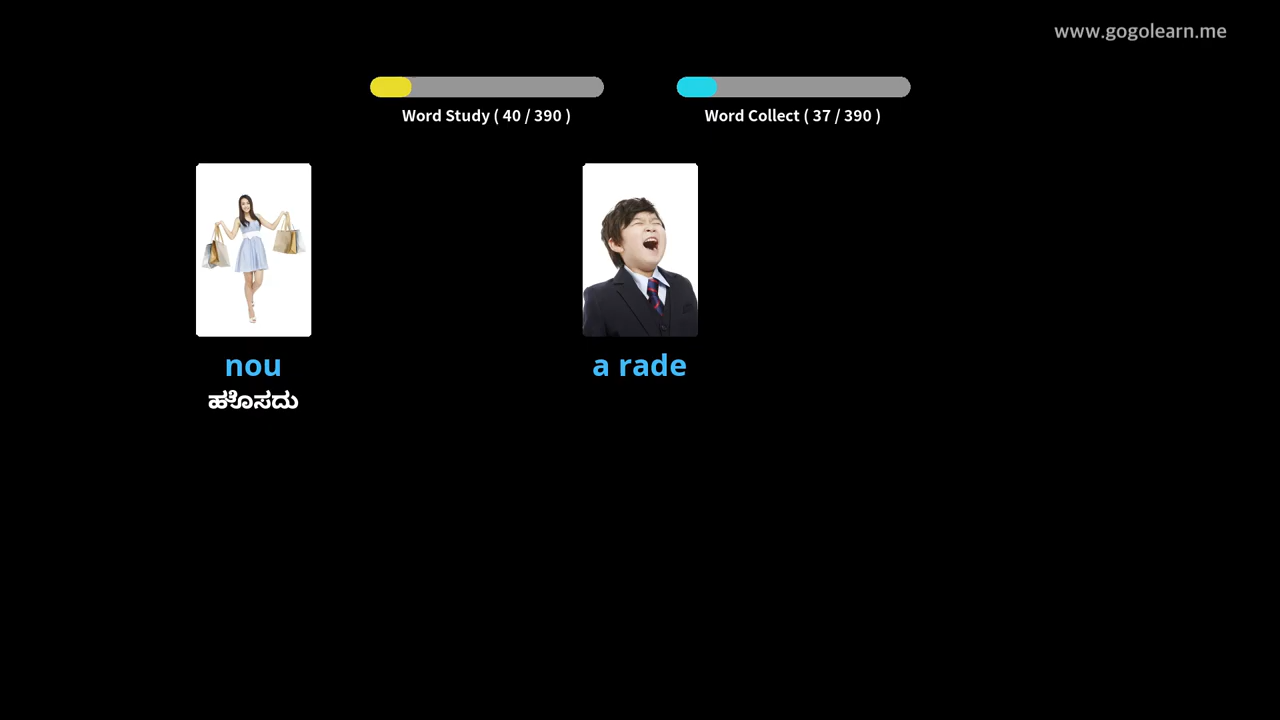 www.gogolearn.me
Word Study ( 40 / 390 )
Word Collect ( 37 / 390 )
nou
ಹೊಸದು
a rade